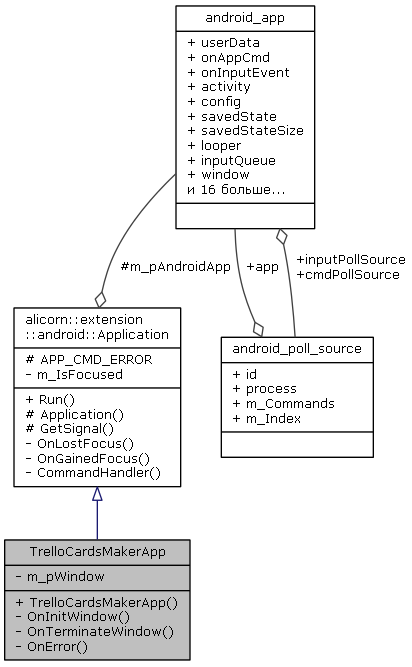 android_app
+ userData
+ onAppCmd
+ onInputEvent
+ activity
+ config
+ savedState
+ savedStateSize
+ looper
+ inputQueue
+ window
и 16 больше...
#m_pAndroidApp
+app
+inputPollSource
+cmdPollSource
alicorn::extension
::android::Application
# APP_CMD_ERROR
- m_IsFocused
+ Run()
# Application()
# GetSignal()
- OnLostFocus()
- OnGainedFocus()
- CommandHandler()
android_poll_source
+ id
+ process
+ m_Commands
+ m_Index
TrelloCardsMakerApp
- m_pWindow
+ TrelloCardsMakerApp()
- OnInitWindow()
- OnTerminateWindow()
- OnError()